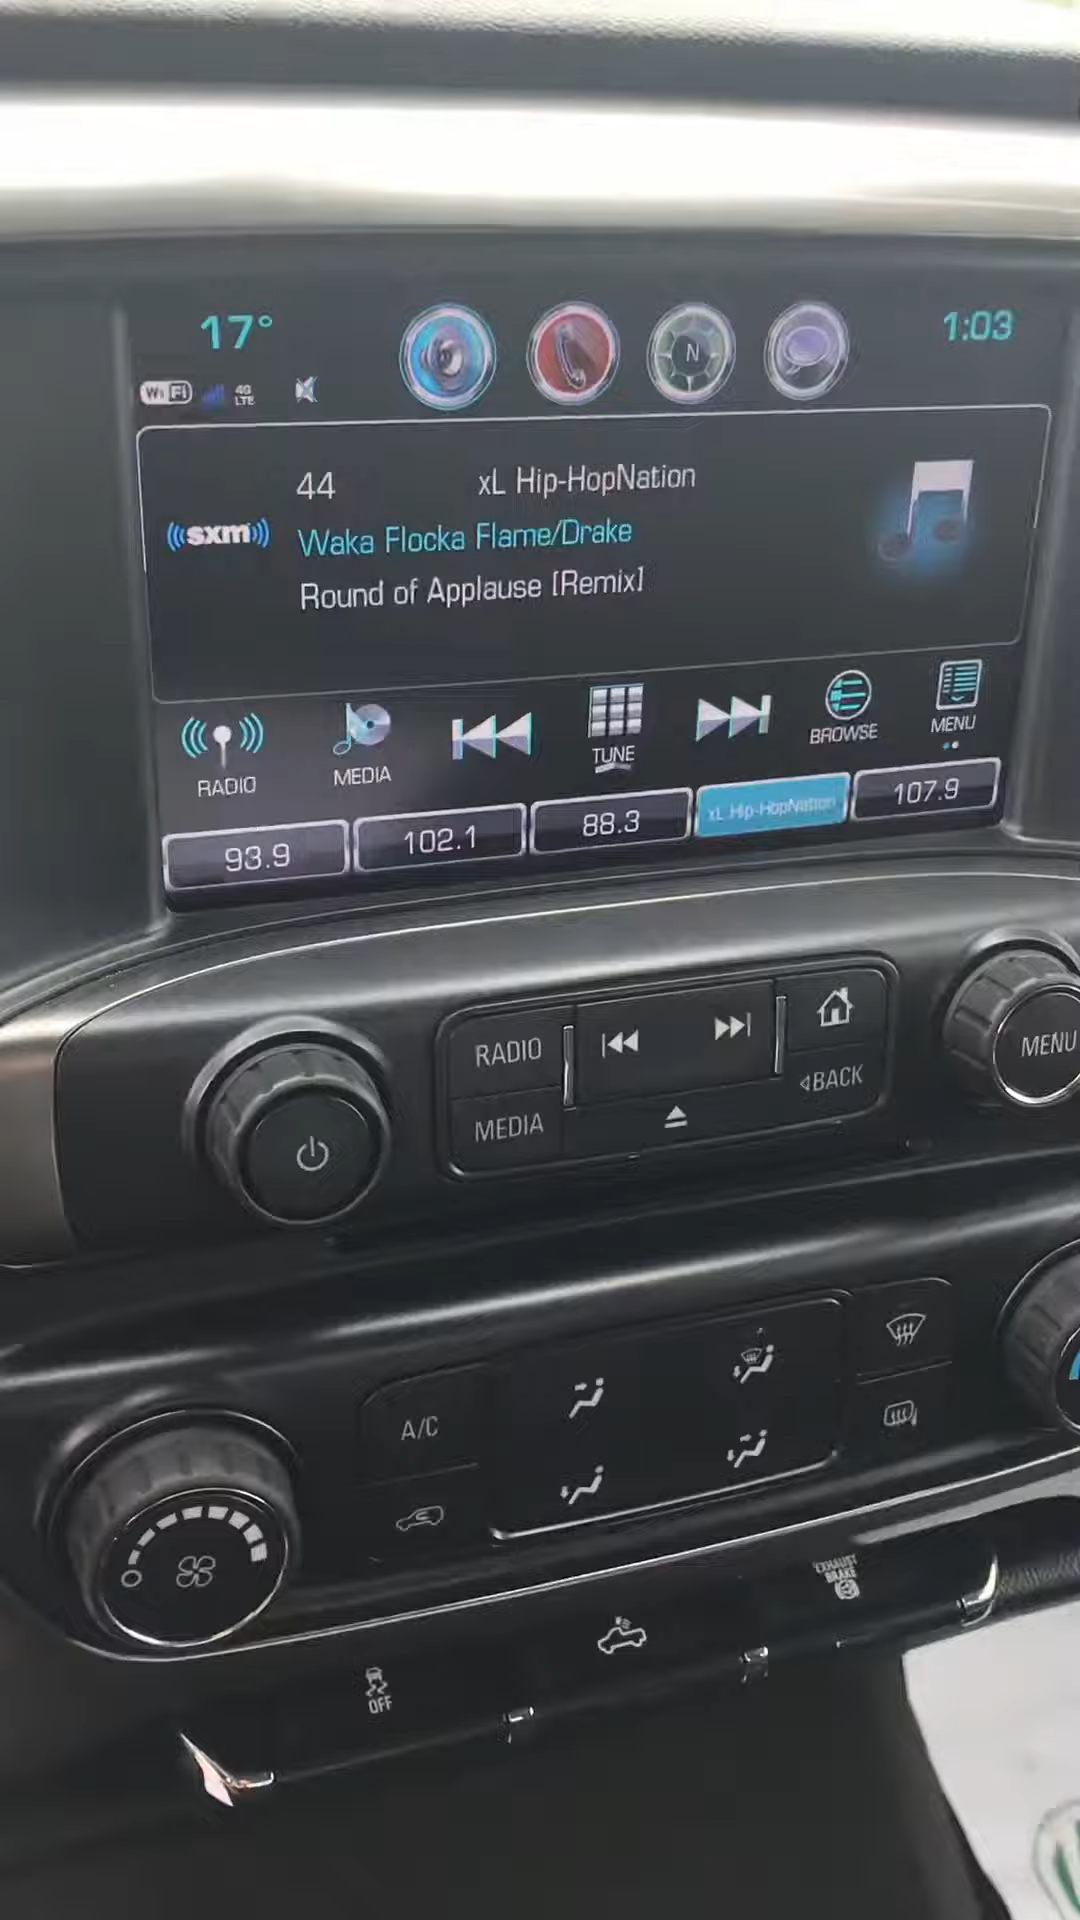 17°
N
1:03
WiFi
4G
LTE
44 xL Hip-HopNation
((sxm))
Waka Flocka Flame/Drake
Round of Applause [Remix]
RADIO
MEDIA
TUNE
BROWSE
MENU
93.9
102.1
88.3
xL Hip-HopNation
107.9
RADIO
MEDIA
BACK
MENU
A/C
EXHAUST
BRAKE
OFF